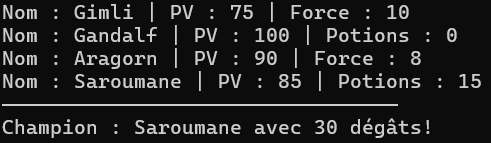 Nom : Gimli | PV : 75 | Force : 10
Nom : Gandalf | PV : 100 | Potions : 0
Nom : Aragorn | PV : 90 | Force : 8
Nom : Saroumane | PV : 85 | Potions : 15
Champion : Saroumane avec 30 dégâts!